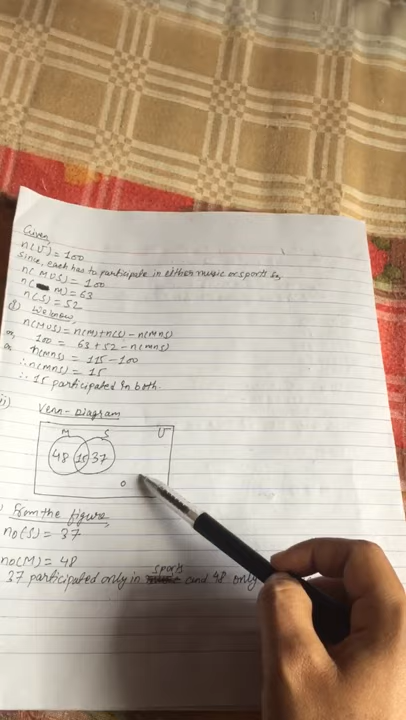 Given,
n(U) = 100
Since, each has to participate in either music or sports so,
n(MUS) = 100
n( M) = 63
n(S) = 52
We know,
n(MUS) = n(M)+n(S) - n(M∩S)
or, 100 = 63 + 52 - n(M∩S)
or n(M∩S) = 115 - 100
∴ n(M∩S) = 15
∴ 15 participated in both.
ii) Venn-Diagram
M S U
48 15 37
0
From the figure,
no(S) = 37
no(M) = 48
37 participated only in sports and 48 only